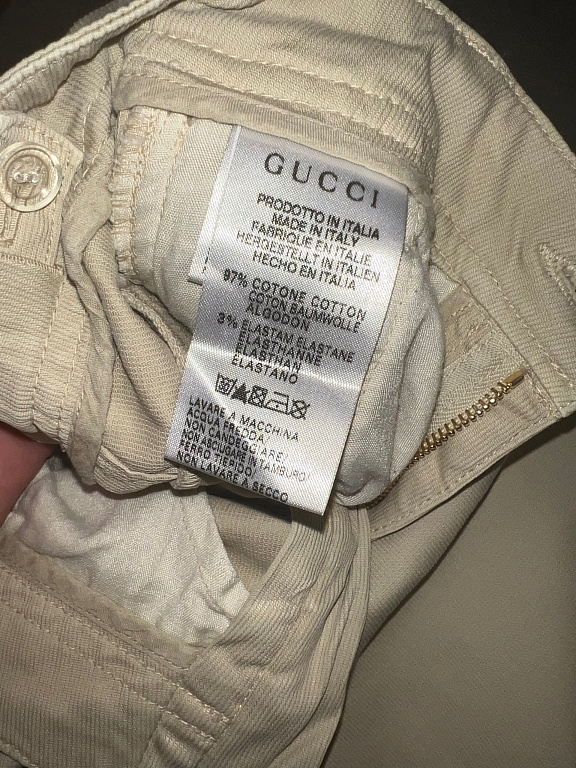 GUCCI
PRODOTTO IN ITALIA
MADE IN ITALY
FABRIQUE EN ITALIE
HERGESTELLT IN ITALIEN
HECHO EN ITALIA
97% COTONE COTTON
COTON BAUMWOLLE
ALGODON
3% ELASTAM ELASTANE
ELASTHANNE
ELASTHAN
ELASTANO
LAVARE A MACCHINA
ACQUA FREDDA,
NON CANDEGGIARE,
NON ASCIUGARE IN TAMBURO/
FERRO TIEPIDO/
NON LAVARE A SECCO